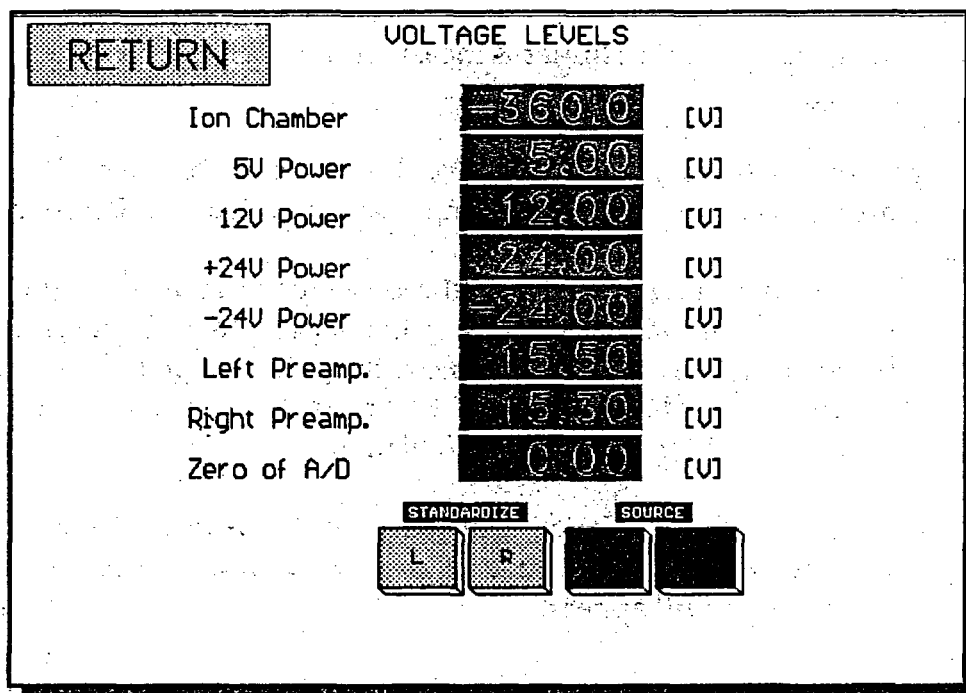 RETURN
VOLTAGE LEVELS
Ion Chamber -360.0 [V]
5V Power 5.00 [V]
12V Power 12.00 [V]
+24V Power 24.00 [V]
-24V Power -24.00 [V]
Left Preamp. 15.50 [V]
Right Preamp. 15.30 [V]
Zero of A/D 0.00 [V]
STANDARDIZE SOURCE
L R